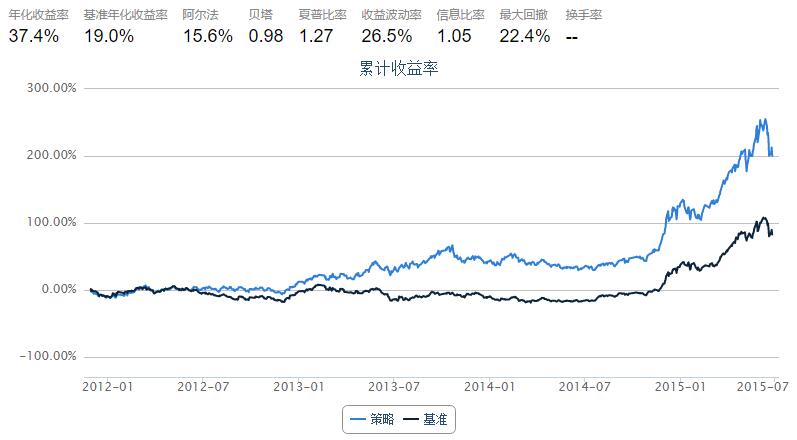 年化收益率 基准年化收益率 阿尔法 贝塔 夏普比率 收益波动率 信息比率 最大回撤 换手率
37.4% 19.0% 15.6% 0.98 1.27 26.5% 1.05 22.4% --
累计收益率
300.00%
200.00%
100.00%
0.00%
-100.00%
2012-01 2012-07 2013-01 2013-07 2014-01 2014-07 2015-01 2015-07
策略 基准